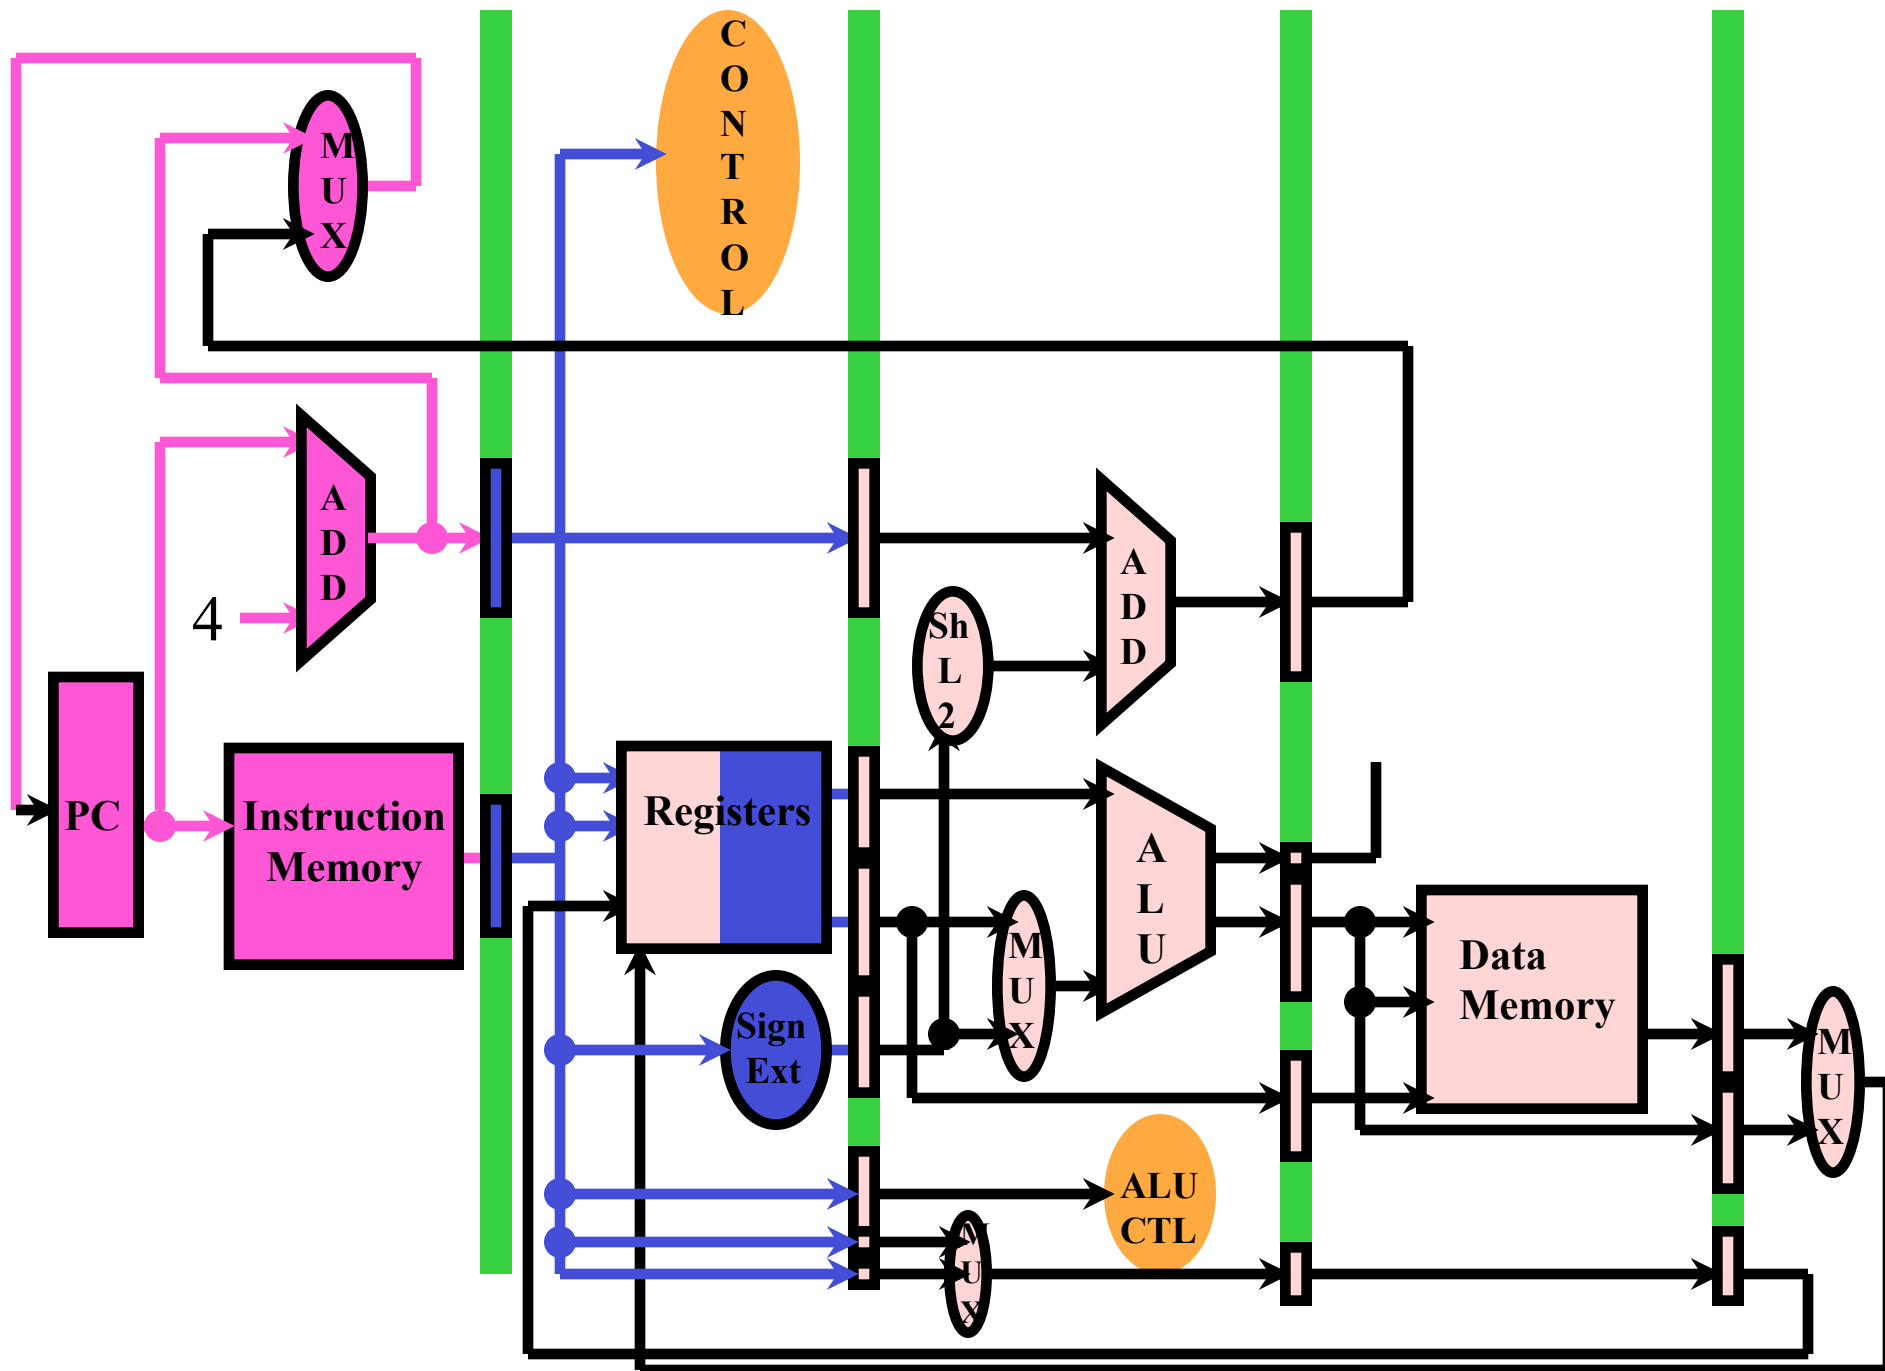 C
O
N
T
R
O
L
M
U
X
A
D
D
4
PC
Instruction
Memory
Registers
Sign
Ext
Sh
L
2
A
D
D
A
L
U
M
U
X
ALU
CTL
M
U
X
Data
Memory
M
U
X